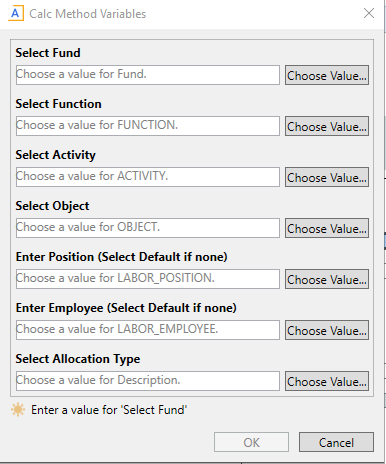 A Calc Method Variables
Select Fund
Choose a value for Fund. Choose Value...
Select Function
Choose a value for FUNCTION. Choose Value...
Select Activity
Choose a value for ACTIVITY. Choose Value...
Select Object
Choose a value for OBJECT. Choose Value...
Enter Position (Select Default if none)
Choose a value for LABOR_POSITION. Choose Value...
Enter Employee (Select Default if none)
Choose a value for LABOR_EMPLOYEE. Choose Value...
Select Allocation Type
Choose a value for Description. Choose Value...
Enter a value for 'Select Fund'
OK Cancel